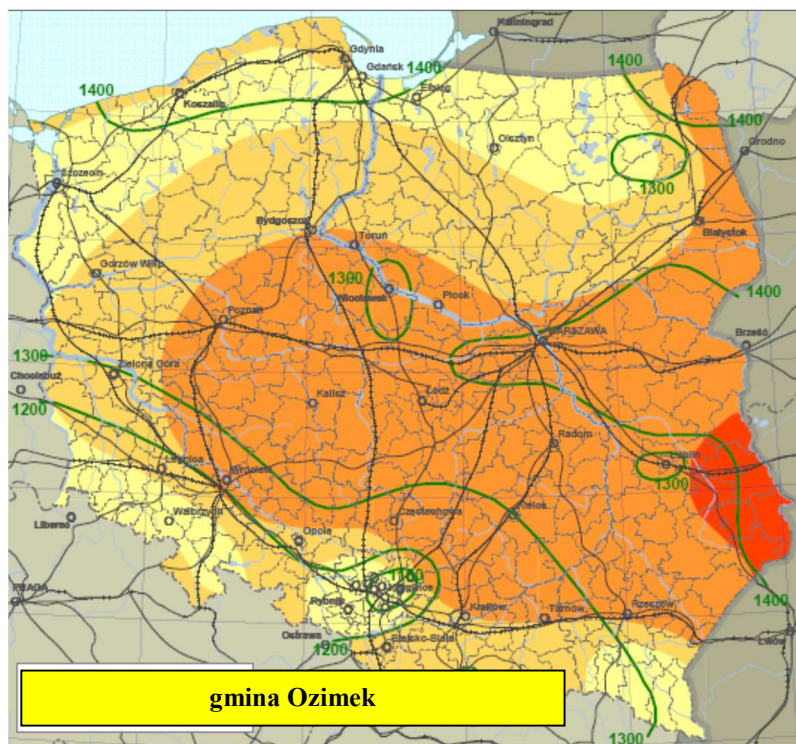 Kaliningrad
Gdynia
Gdańsk
1400
1400
1400
Koszalin
Elbląg
Olsztyn
1400
Grodno
1300
Szczecin
Bydgoszcz
Toruń
Białystok
Gorzów Wlkp.
1300
Włocławek
Płock
1400
Poznań
WARSZAWA
Brześć
1300
Zielona Góra
Chociebuż
1200
Kalisz
Łódź
Radom
Legnica
Wrocław
Lublin
1300
Liberec
Wałbrzych
Częstochowa
Kielce
Opole
PRAGA
1100
Katowice
Rybnik
Kraków
Tarnów
Rzeszów
1400
Ostrawa
Bielsko-Biała
Lwów
1200
gmina Ozimek
1300